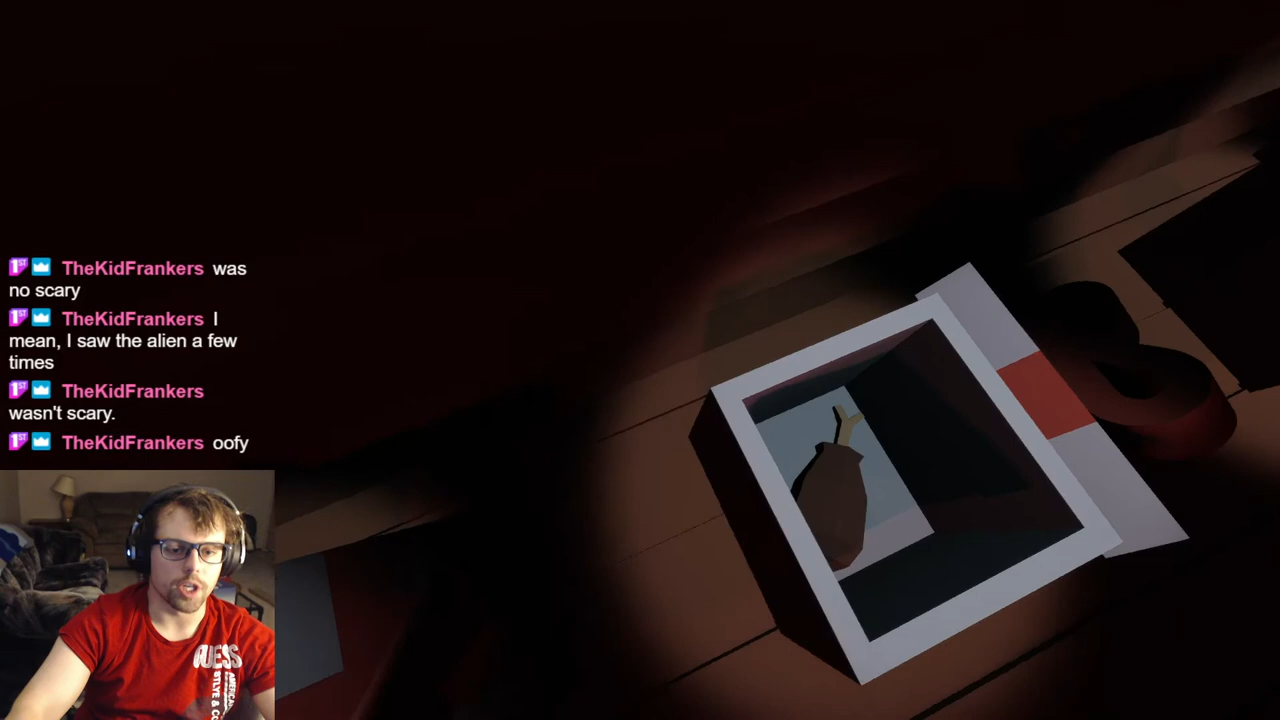 TheKidFrankers was
no scary
TheKidFrankers I
mean, I saw the alien a few
times
TheKidFrankers
wasn't scary.
TheKidFrankers oofy
GUESS